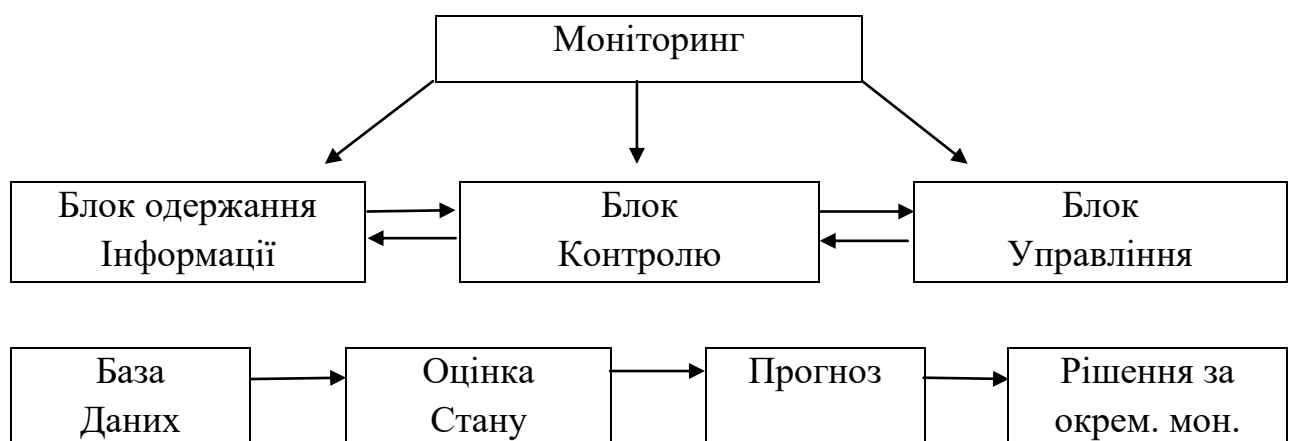 Моніторинг
Блок одержання
Інформації
Блок
Контролю
Блок
Управління
База
Даних
Оцінка
Стану
Прогноз
Рішення за
окрем. мон.